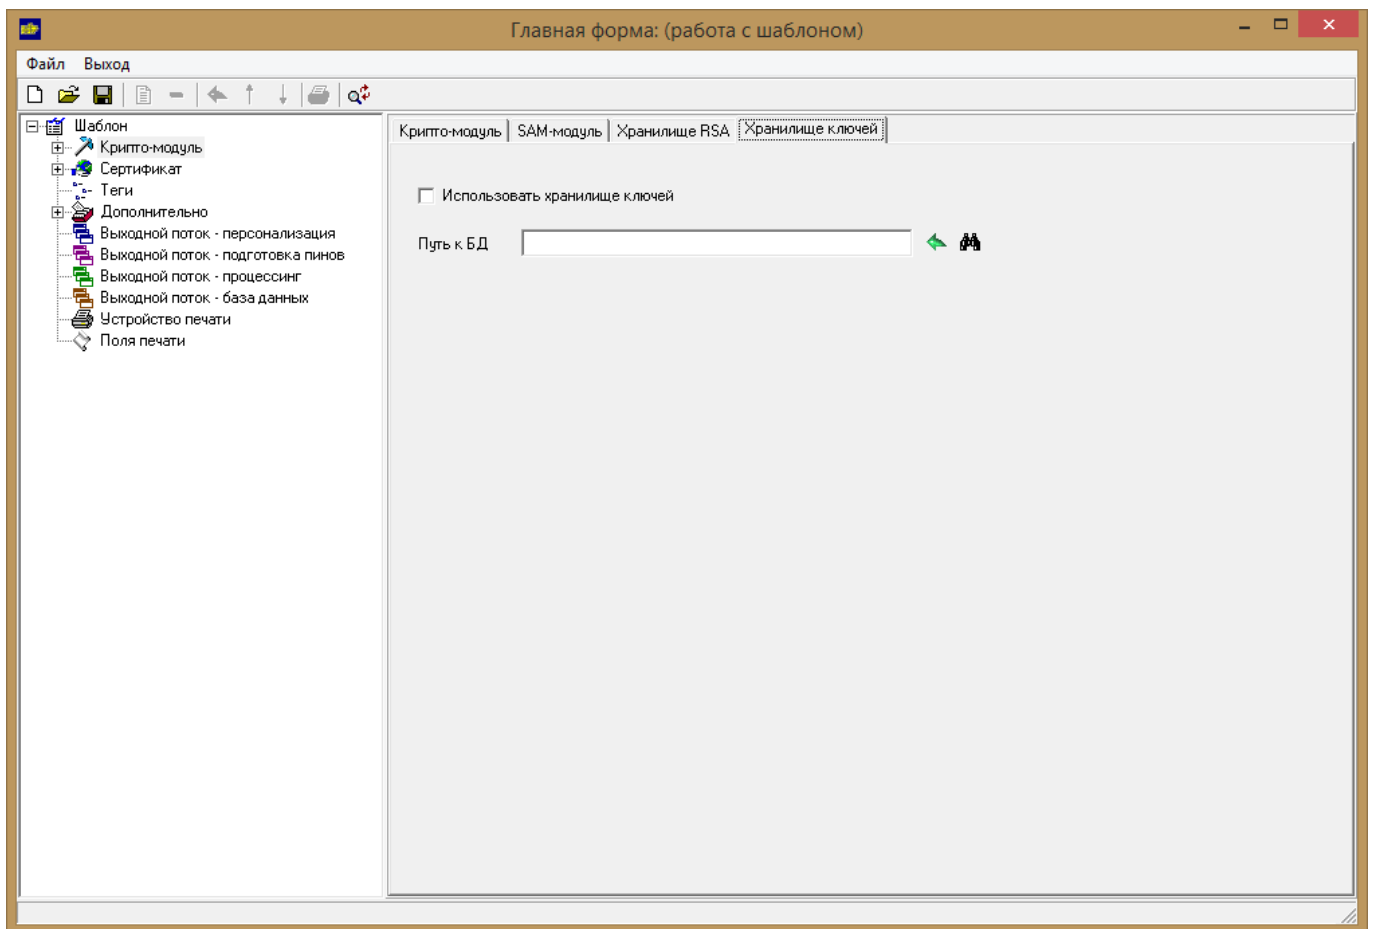 Главная форма: (работа с шаблоном)
Файл Выход
Шаблон
Крипто-модуль
Сертификат
Теги
Дополнительно
Выходной поток - персонализация
Выходной поток - подготовка пинов
Выходной поток - процессинг
Выходной поток - база данных
Устройство печати
Поля печати
Крипто-модуль SAM-модуль Хранилище RSA Хранилище ключей
Использовать хранилище ключей
Путь к БД